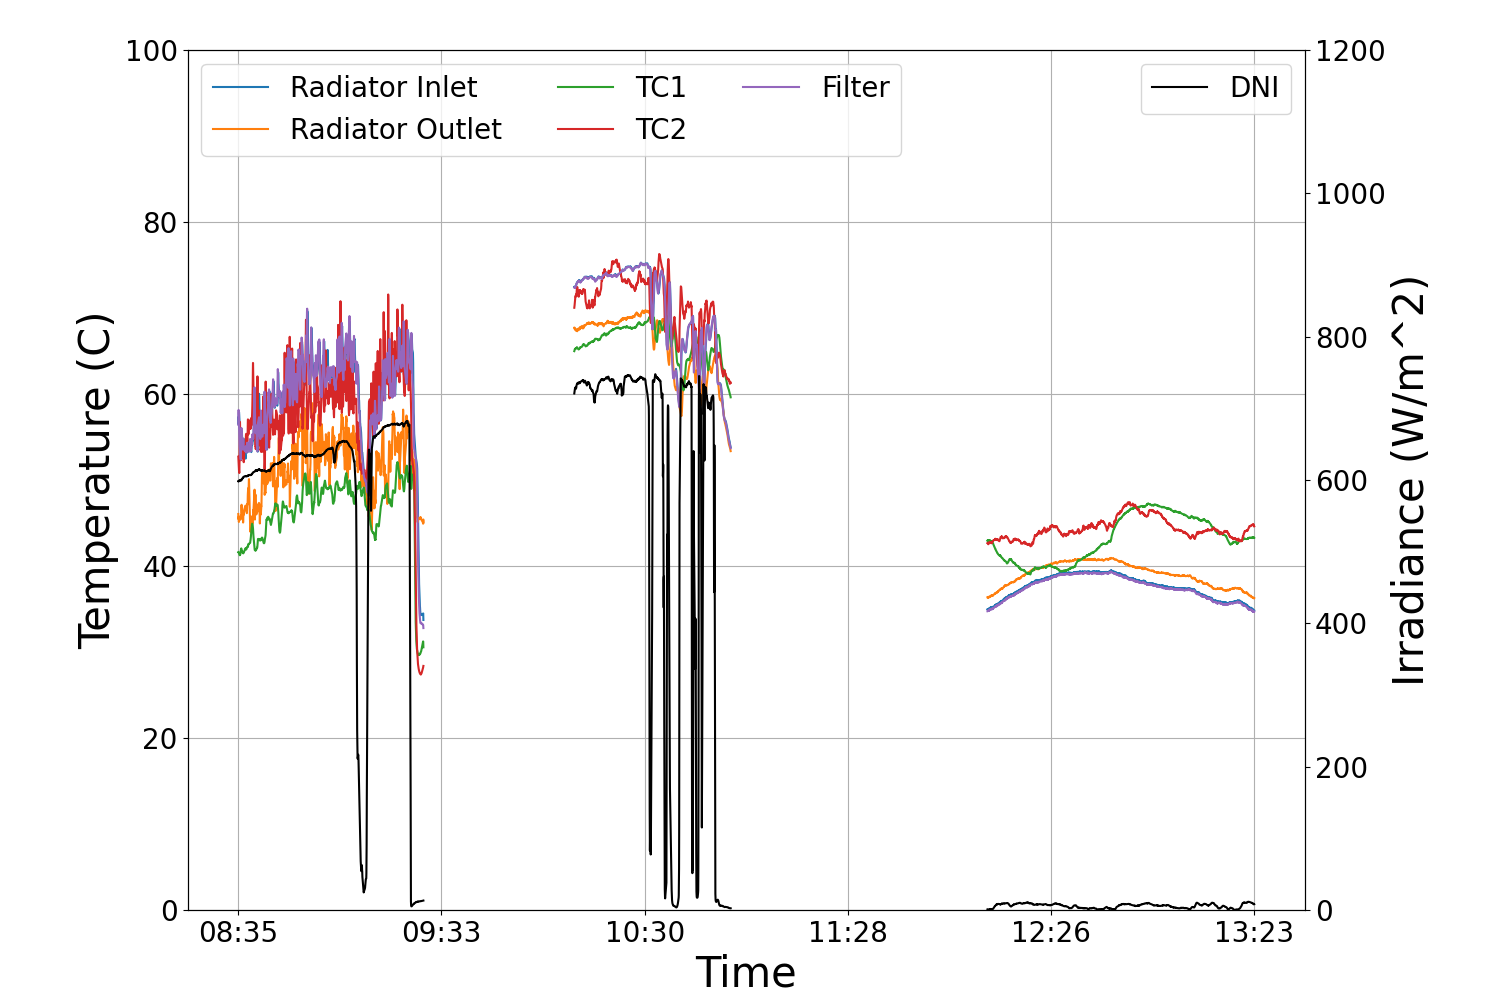 100
80
60
40
20
0
Temperature (C)
Radiator Inlet
Radiator Outlet
TC1
TC2
Filter
DNI
1200
1000
800
600
400
200
0
Irradiance (W/m^2)
08:35
09:33
10:30
11:28
12:26
13:23
Time